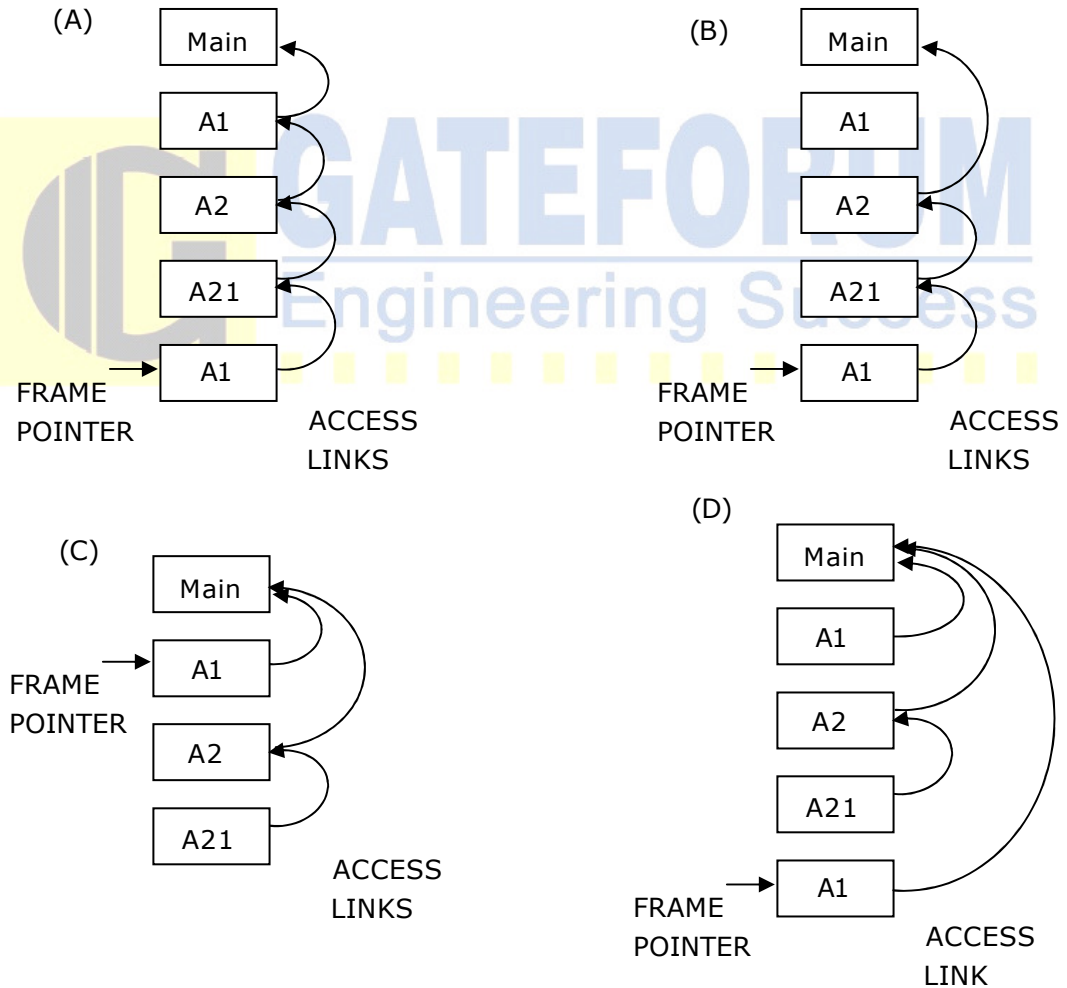 (A)
Main
A1
A2
A21
A1
FRAME
POINTER
ACCESS
LINKS
(B)
Main
A1
A2
A21
A1
FRAME
POINTER
ACCESS
LINKS
GATEFORUM
Engineering Success
(C)
Main
A1
A2
A21
FRAME
POINTER
ACCESS
LINKS
(D)
Main
A1
A2
A21
A1
FRAME
POINTER
ACCESS
LINK